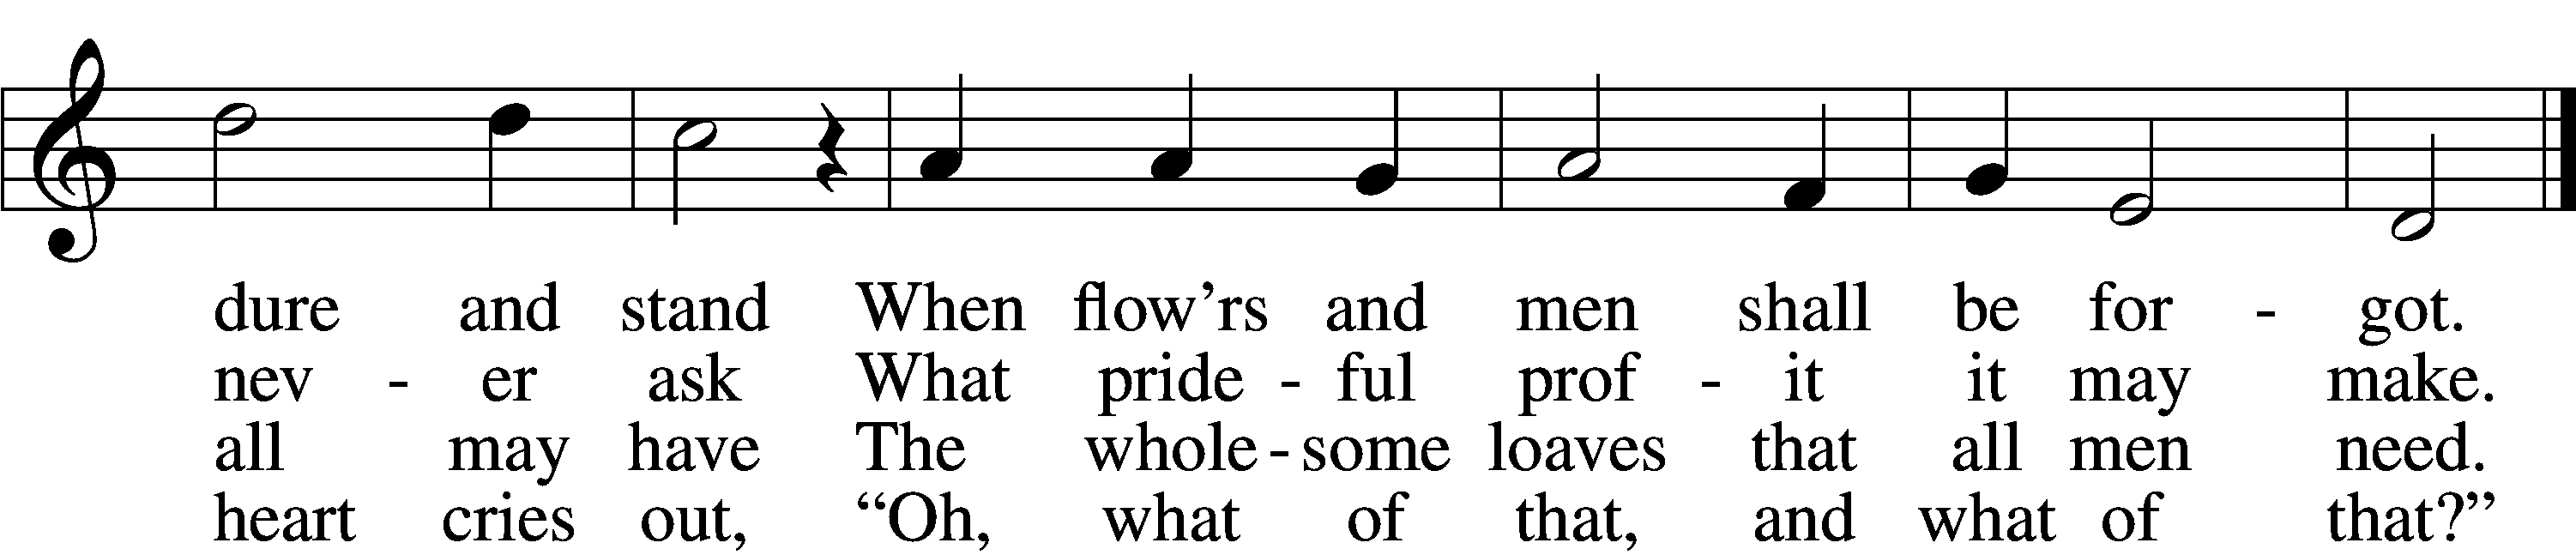 dure and stand When flow’rs and men shall be for - got.
nev - er ask What pride - ful prof - it it may make.
all may have The whole - some loaves that all men need.
heart cries out, “Oh, what of that, and what of that?”